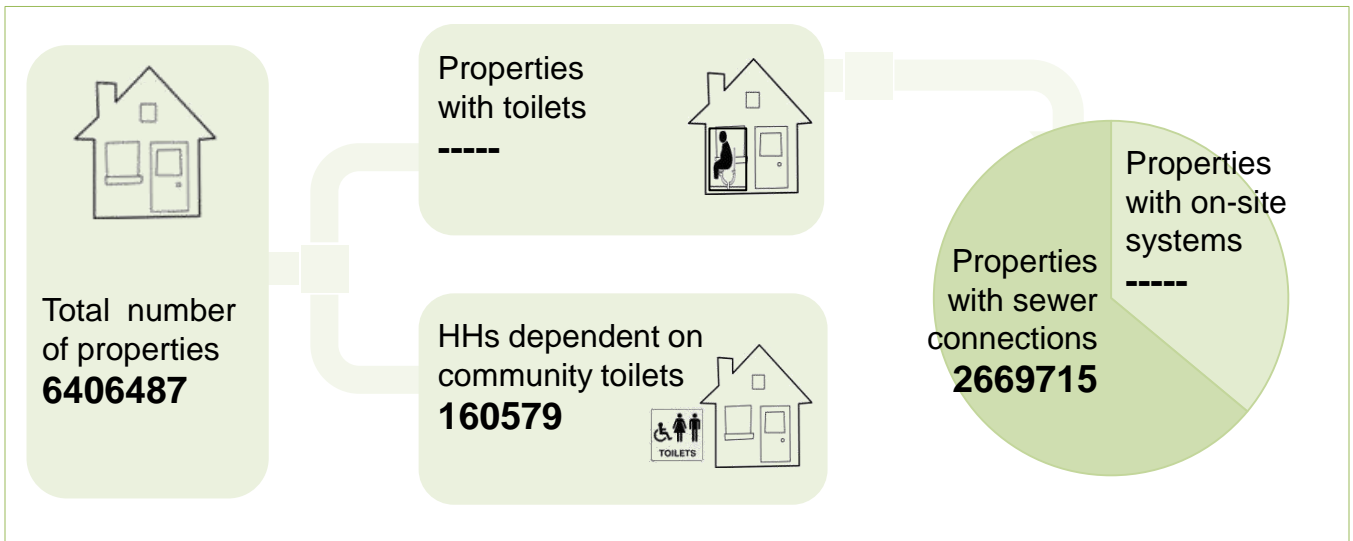 Total number
of properties
6406487
Properties
with toilets
-----
HHs dependent on
community toilets
160579
TOILETS
Properties
with sewer
connections
2669715
Properties
with on-site
systems
-----